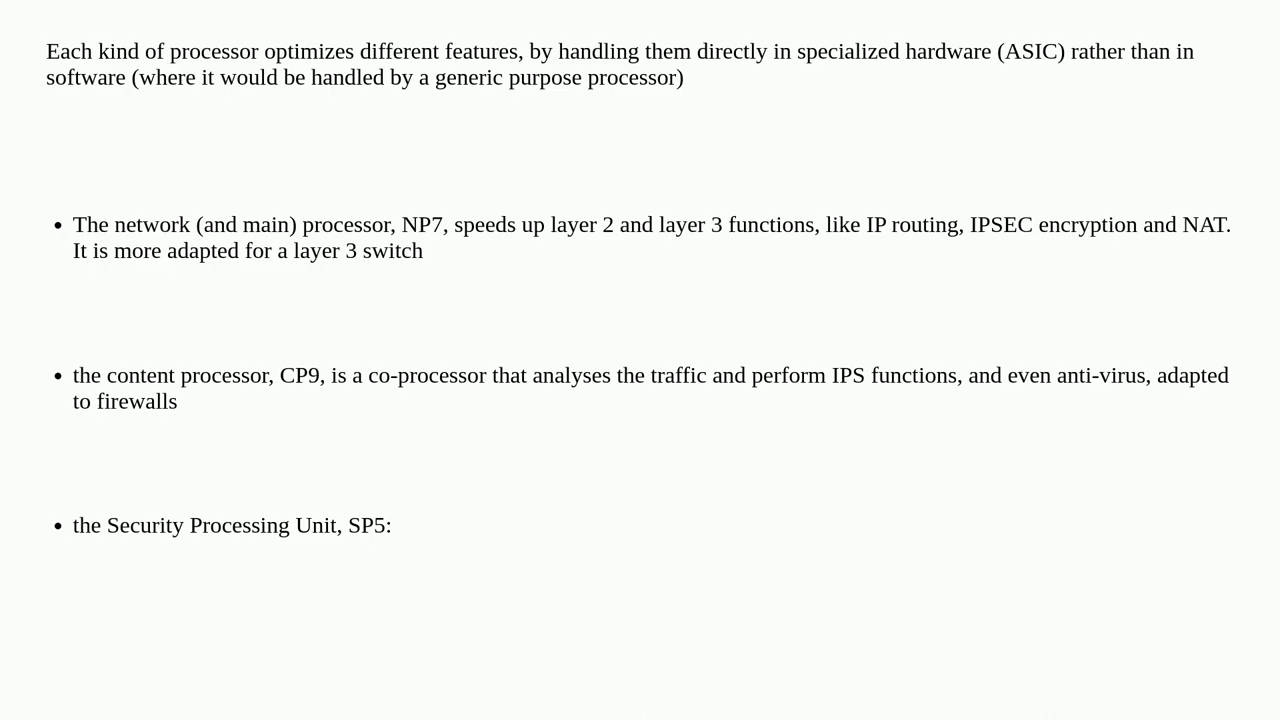 Each kind of processor optimizes different features, by handling them directly in specialized hardware (ASIC) rather than in
software (where it would be handled by a generic purpose processor)
• The network (and main) processor, NP7, speeds up layer 2 and layer 3 functions, like IP routing, IPSEC encryption and NAT.
It is more adapted for a layer 3 switch
• the content processor, CP9, is a co-processor that analyses the traffic and perform IPS functions, and even anti-virus, adapted
to firewalls
• the Security Processing Unit, SP5: